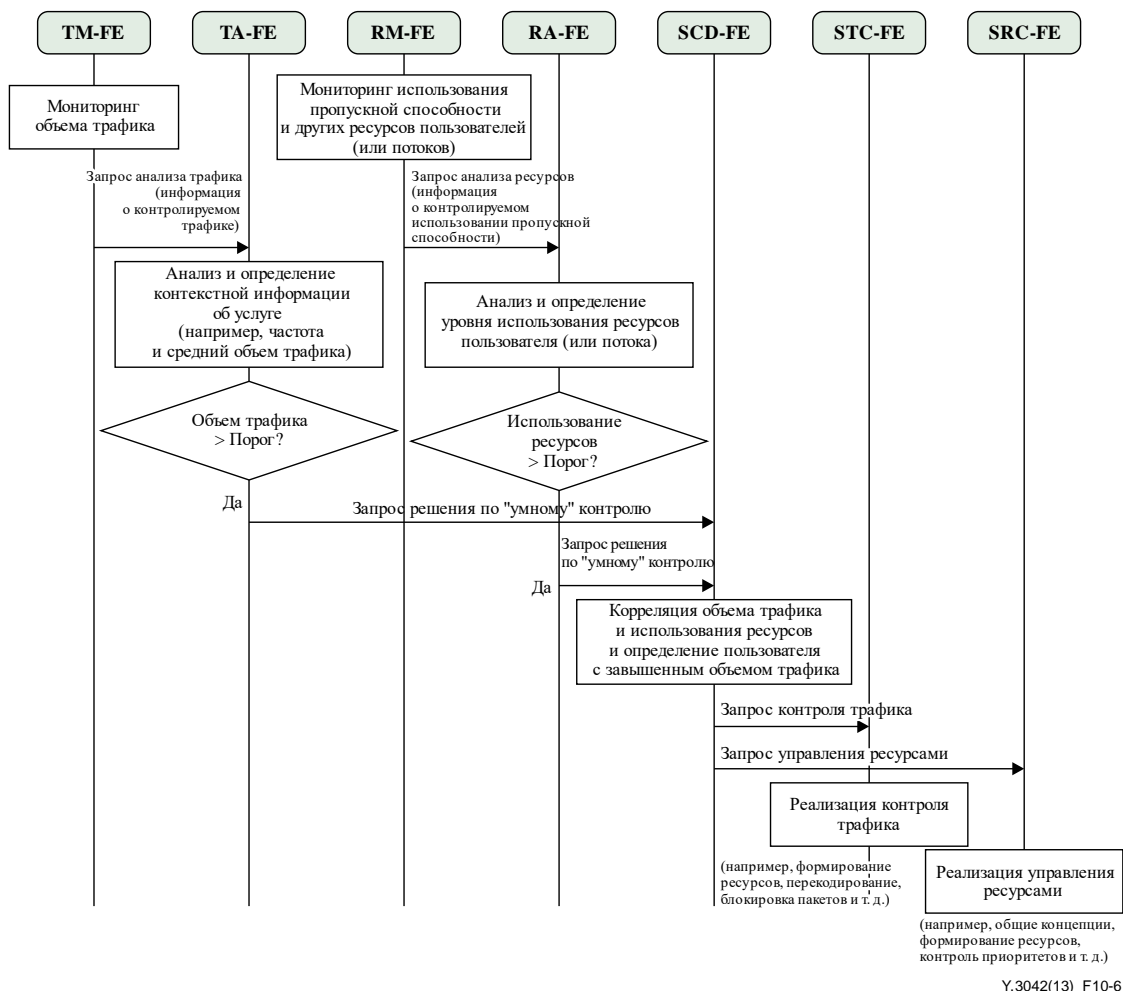 TM-FE
TA-FE
RM-FE
RA-FE
SCD-FE
STC-FE
SRC-FE
Мониторинг
объема трафика
Мониторинг использования
пропускной способности
и других ресурсов пользователей
(или потоков)
Запрос анализа трафика
(информация
о контролируемом
трафике)
Запрос анализа ресурсов
(информация
о контролируемом
использовании пропускной
способности)
Анализ и определение
контекстной информации
об услуге
(например, частота
и средний объем трафика)
Анализ и определение
уровня использования ресурсов
пользователя (или потока)
Объем трафика
> Порог?
Использование
ресурсов
> Порог?
Да
Запрос решения по "умному" контролю
Запрос решения
по "умному" контролю
Да
Корреляция объема трафика
и использования ресурсов
и определение пользователя
с завышенным объемом трафика
Запрос контроля трафика
Запрос управления ресурсами
Реализация контроля
трафика
(например, формирование
ресурсов, перекодирование,
блокировка пакетов и т. д.)
Реализация управления
ресурсами
(например, общие концепции,
формирование ресурсов,
контроль приоритетов и т. д.)
Y.3042(13)_F10-6